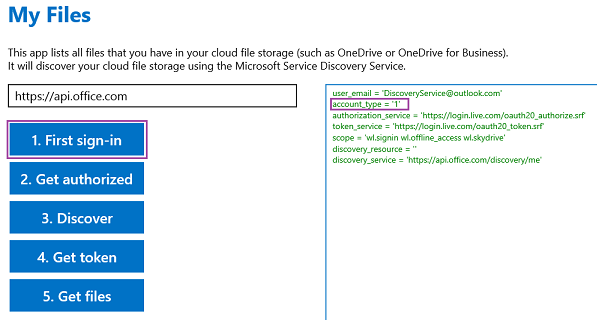 My Files
This app lists all files that you have in your cloud file storage (such as OneDrive or OneDrive for Business).
It will discover your cloud file storage using the Microsoft Service Discovery Service.
https://api.office.com
1. First sign-in
2. Get authorized
3. Discover
4. Get token
5. Get files
user_email = 'DiscoveryService@outlook.com'
account_type = '1'
authorization_service = 'https://login.live.com/oauth20_authorize.srf'
token_service = 'https://login.live.com/oauth20_token.srf'
scope = 'wl.signin wl.offline_access wl.skydrive'
discovery_resource = ''
discovery_service = 'https://api.office.com/discovery/me'